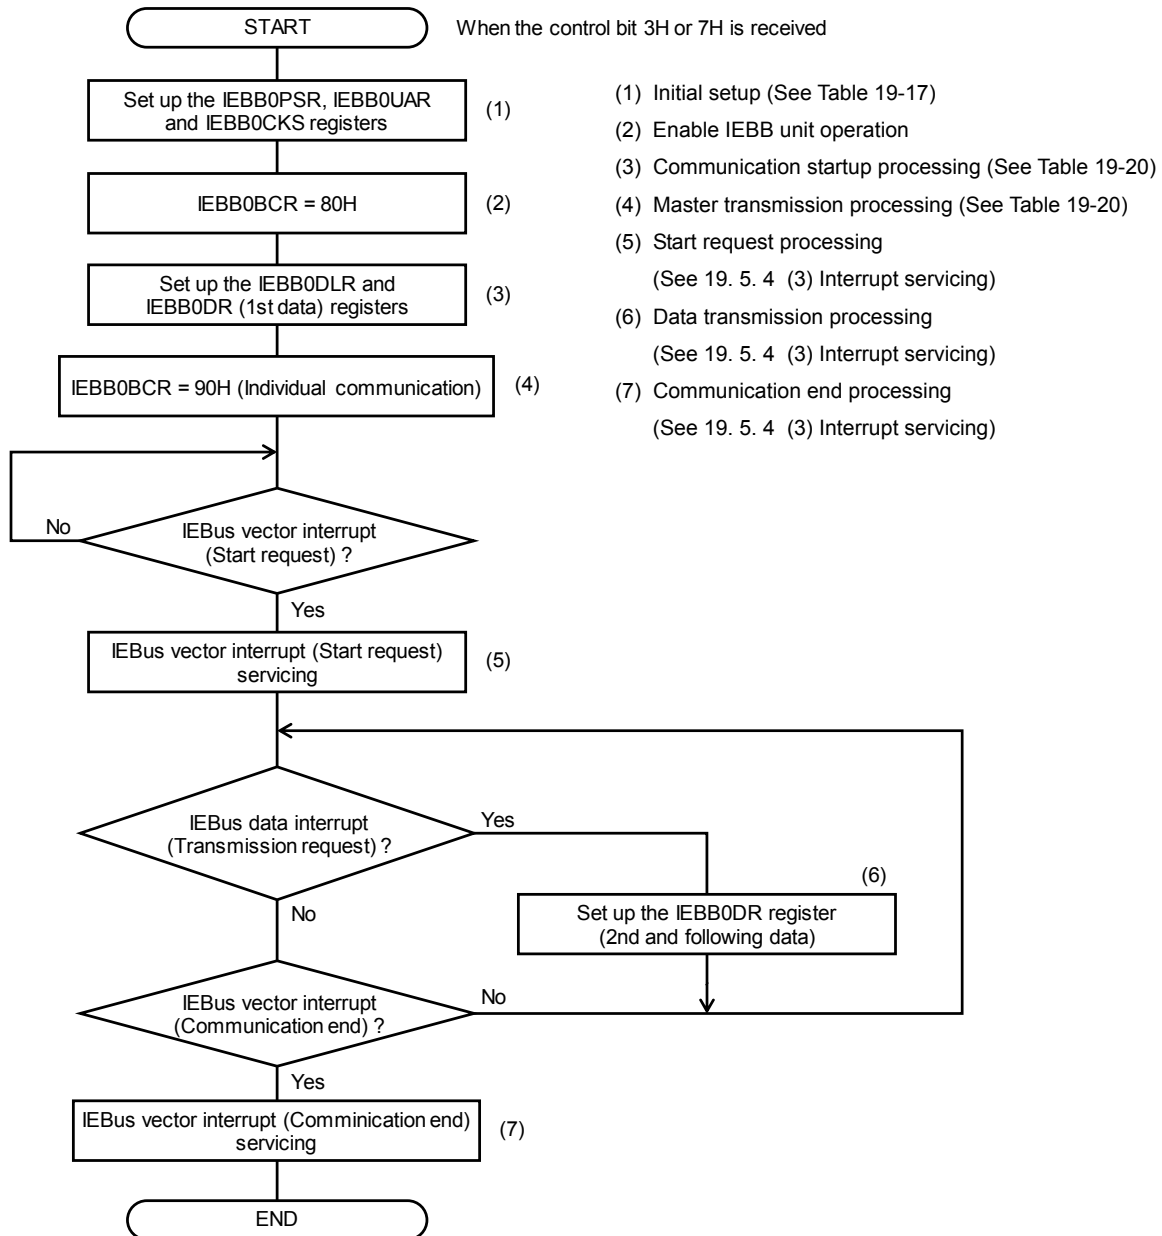 START
When the control bit 3H or 7H is received
Set up the IEBB0PSR, IEBB0UAR
and IEBB0CKS registers
(1)
IEBB0BCR = 80H
(2)
Set up the IEBB0DLR and
IEBB0DR (1st data) registers
(3)
IEBB0BCR = 90H (Individual communication)
(4)
(1) Initial setup (See Table 19-17)
(2) Enable IEBB unit operation
(3) Communication startup processing (See Table 19-20)
(4) Master transmission processing (See Table 19-20)
(5) Start request processing
(See 19. 5. 4 (3) Interrupt servicing)
(6) Data transmission processing
(See 19. 5. 4 (3) Interrupt servicing)
(7) Communication end processing
(See 19. 5. 4 (3) Interrupt servicing)
No
IEBus vector interrupt
(Start request) ?
Yes
IEBus vector interrupt (Start request)
servicing
(5)
IEBus data interrupt
(Transmission request) ?
Yes
(6)
No
Set up the IEBB0DR register
(2nd and following data)
IEBus vector interrupt
(Communication end) ?
No
Yes
IEBus vector interrupt (Comminication end)
servicing
(7)
END